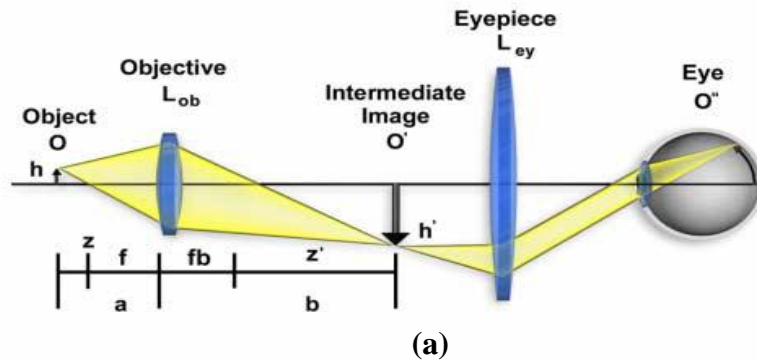 Eyepiece
L ey
Objective
L ob
Intermediate
Image
O'
Eye
O"
Object
O
h
h'
z
f
fb
z'
a
b
(a)